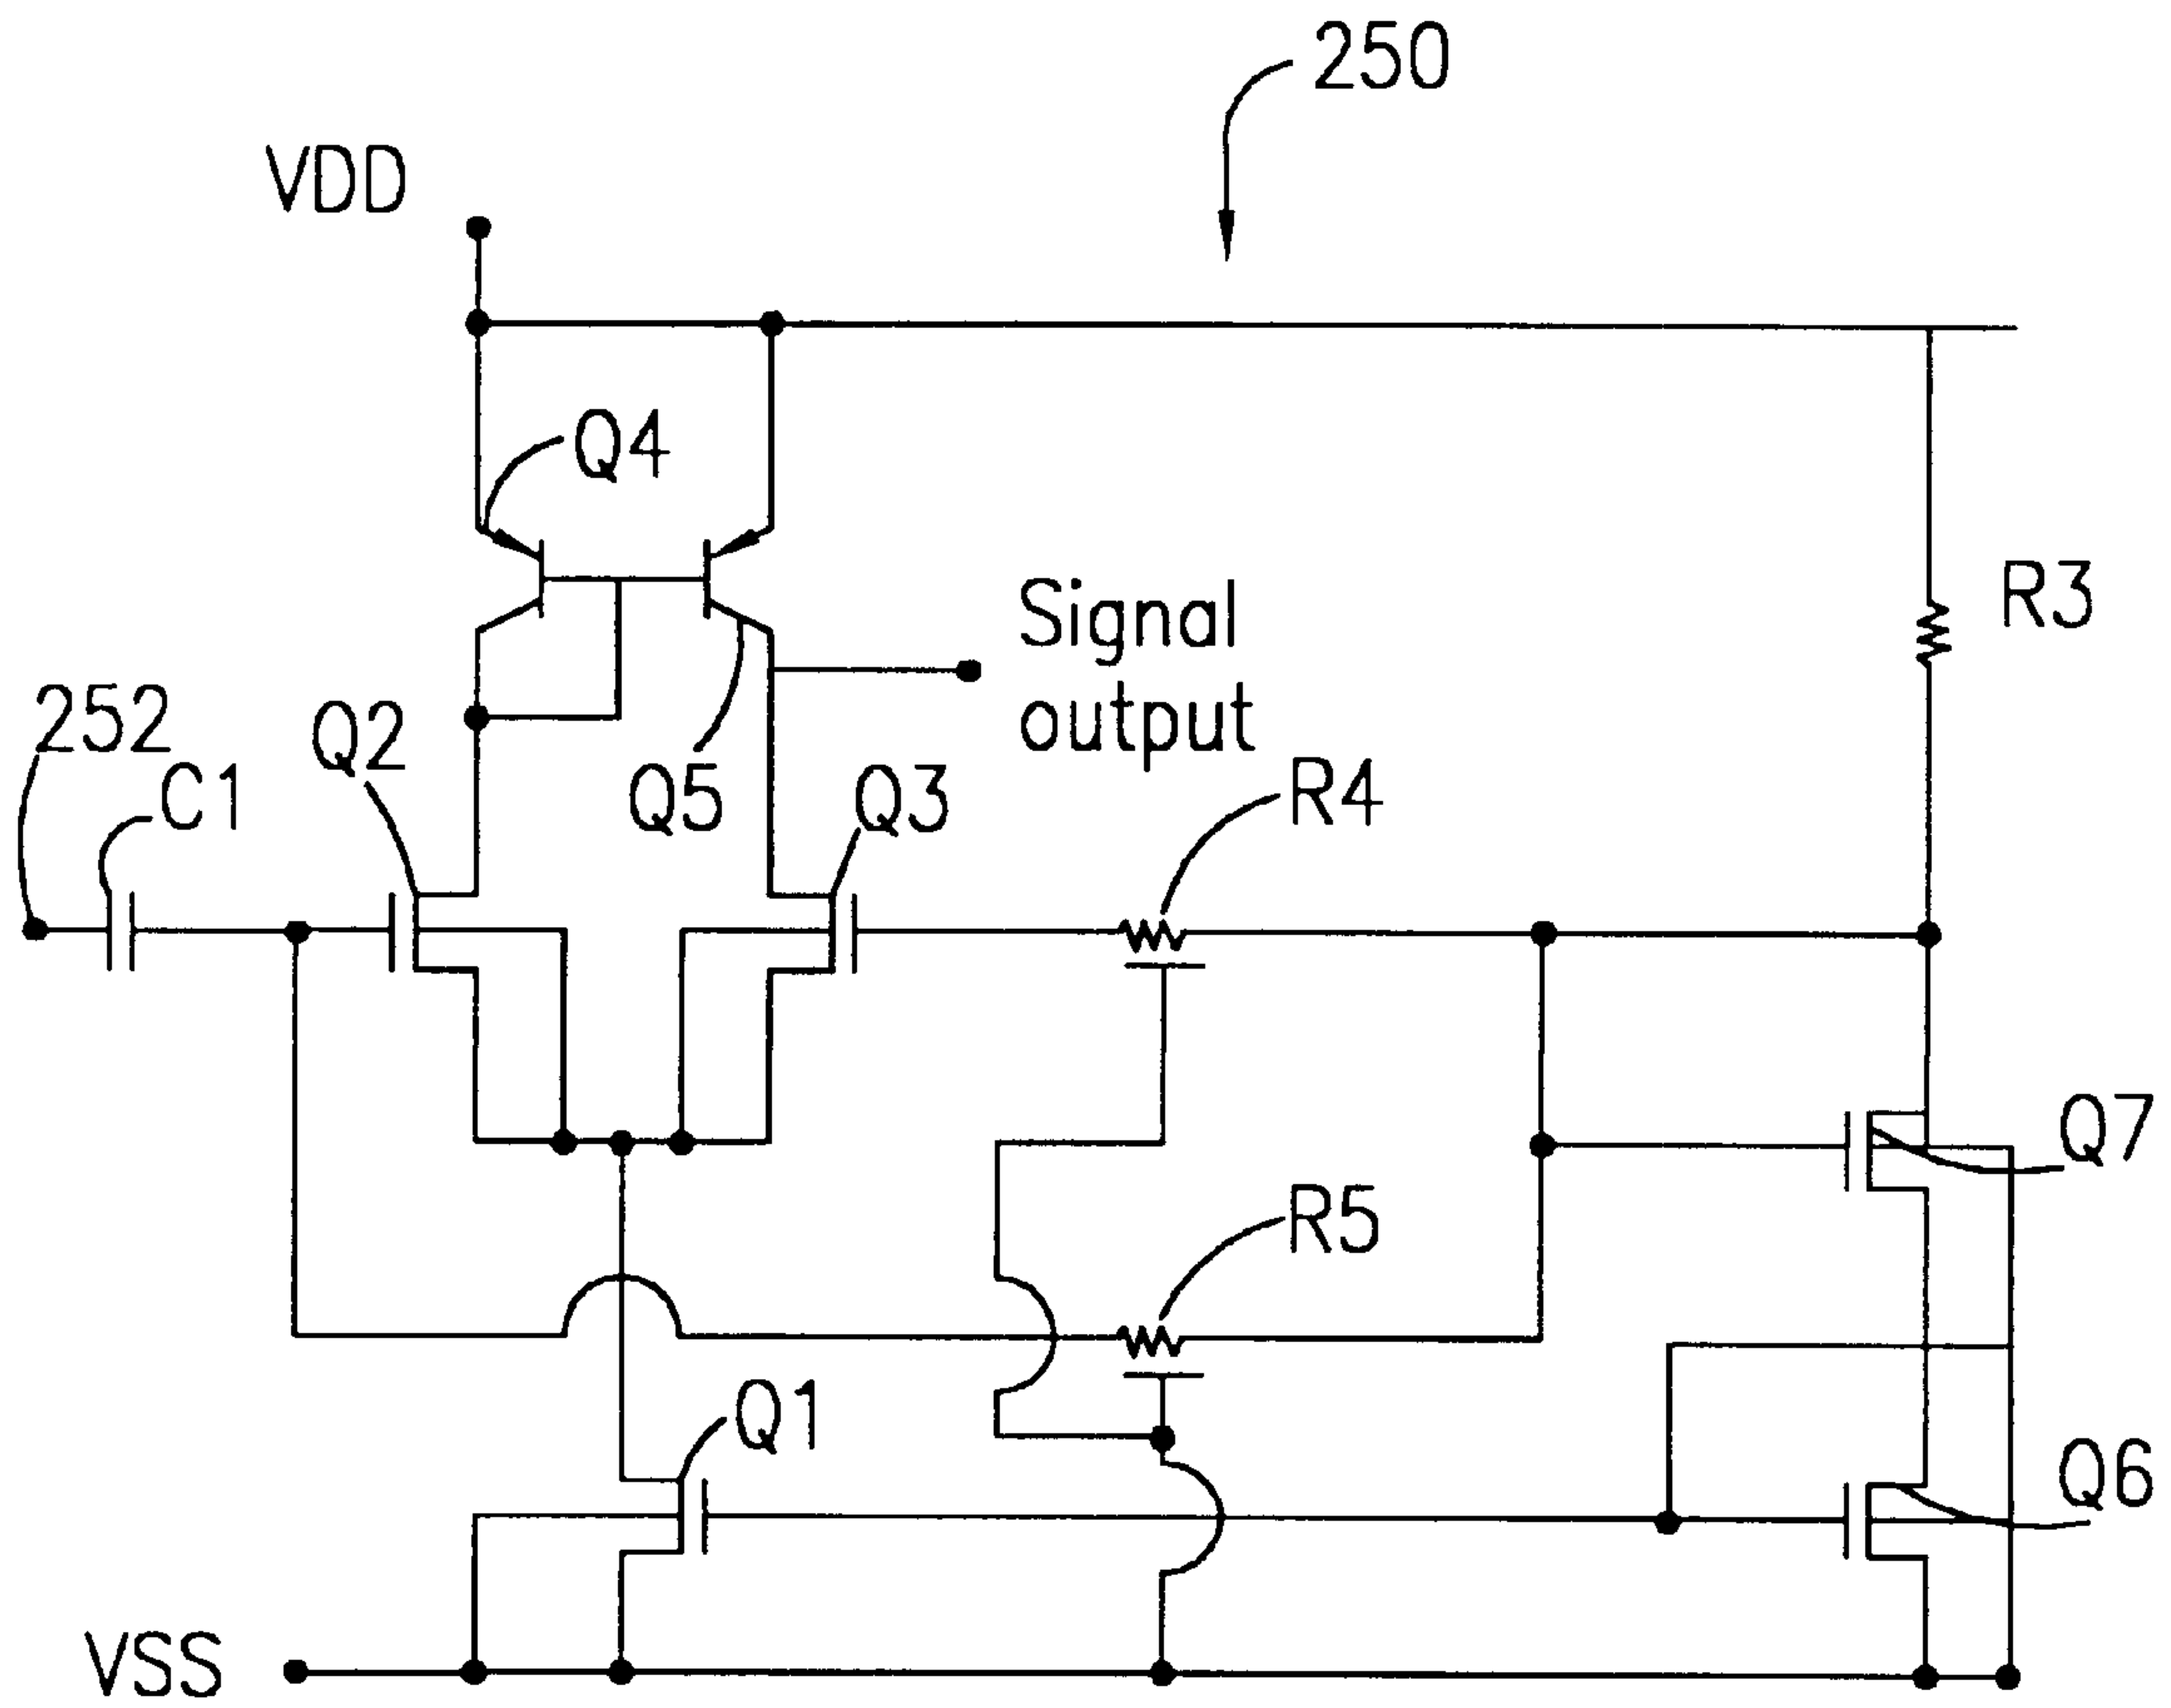 250
VDD
Q4
R3
Signal
output
252
C1
Q2
Q5
Q3
R4
Q7
R5
Q1
Q6
VSS